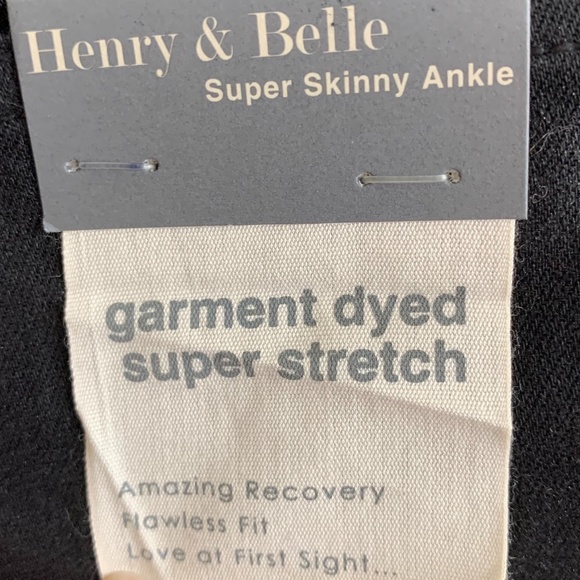 Henry & Belle
Super Skinny Ankle
garment dyed
super stretch
Amazing Recovery
Flawless Fit
Love at First Sight...